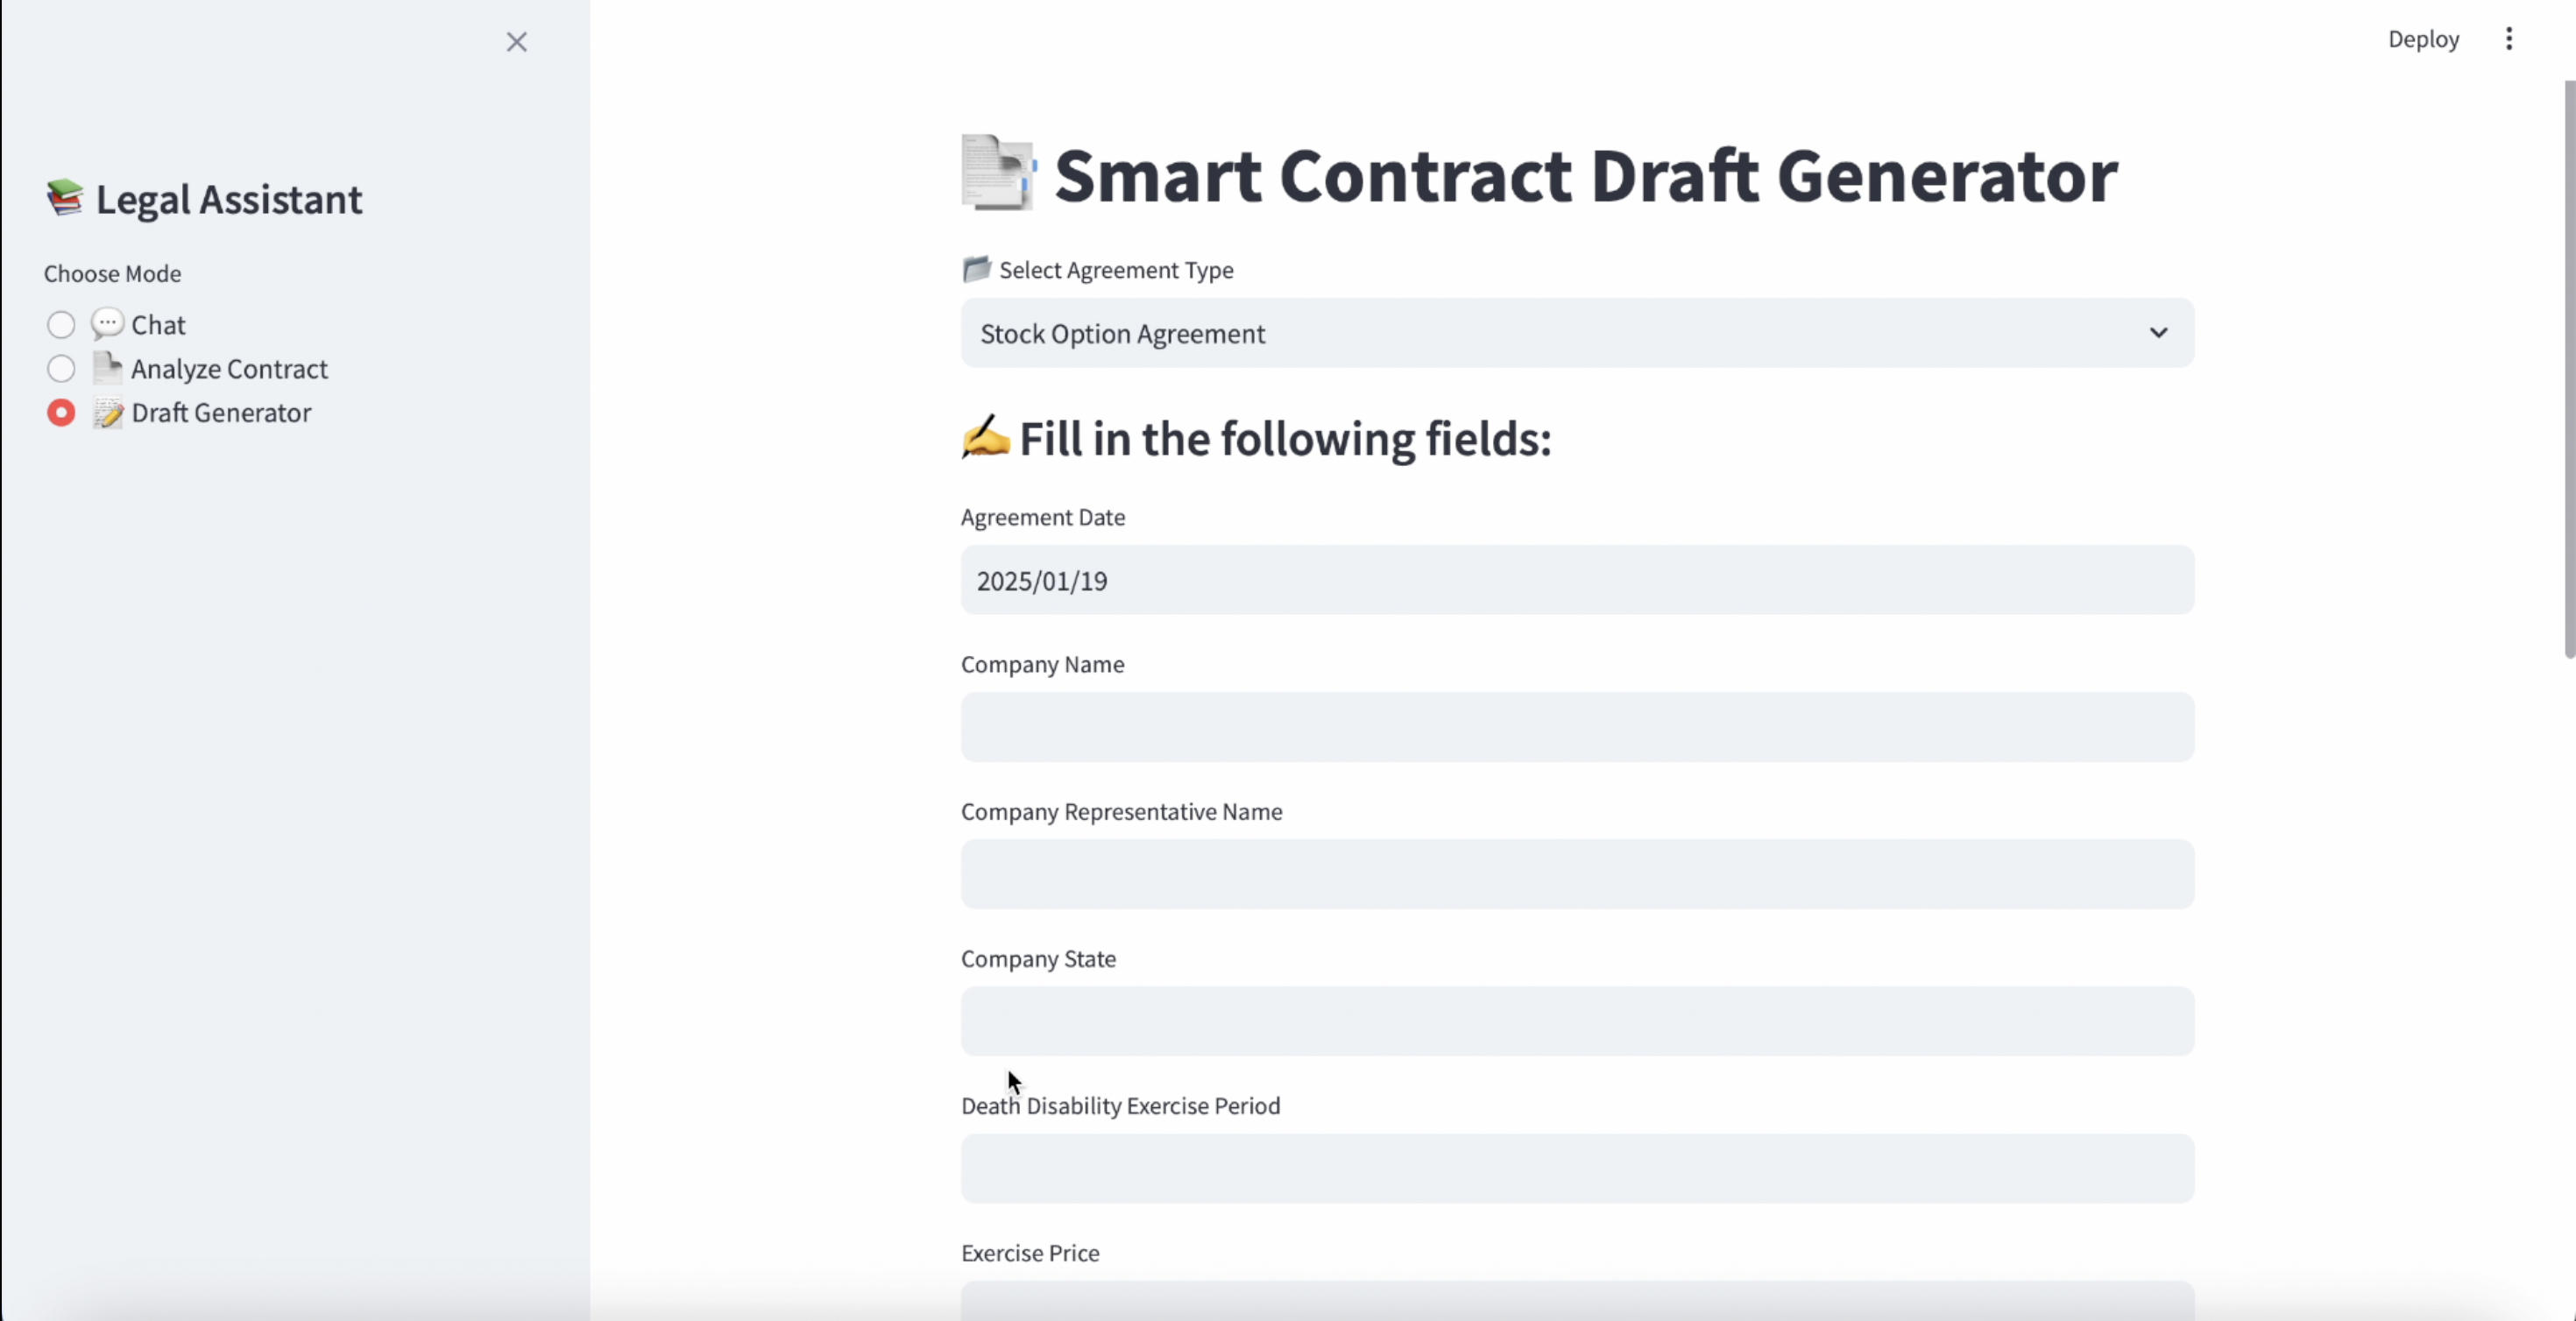 Deploy
Legal Assistant
Choose Mode
Chat
Analyze Contract
Draft Generator
Smart Contract Draft Generator
Select Agreement Type
Stock Option Agreement
Fill in the following fields:
Agreement Date
2025/01/19
Company Name
Company Representative Name
Company State
Death Disability Exercise Period
Exercise Price